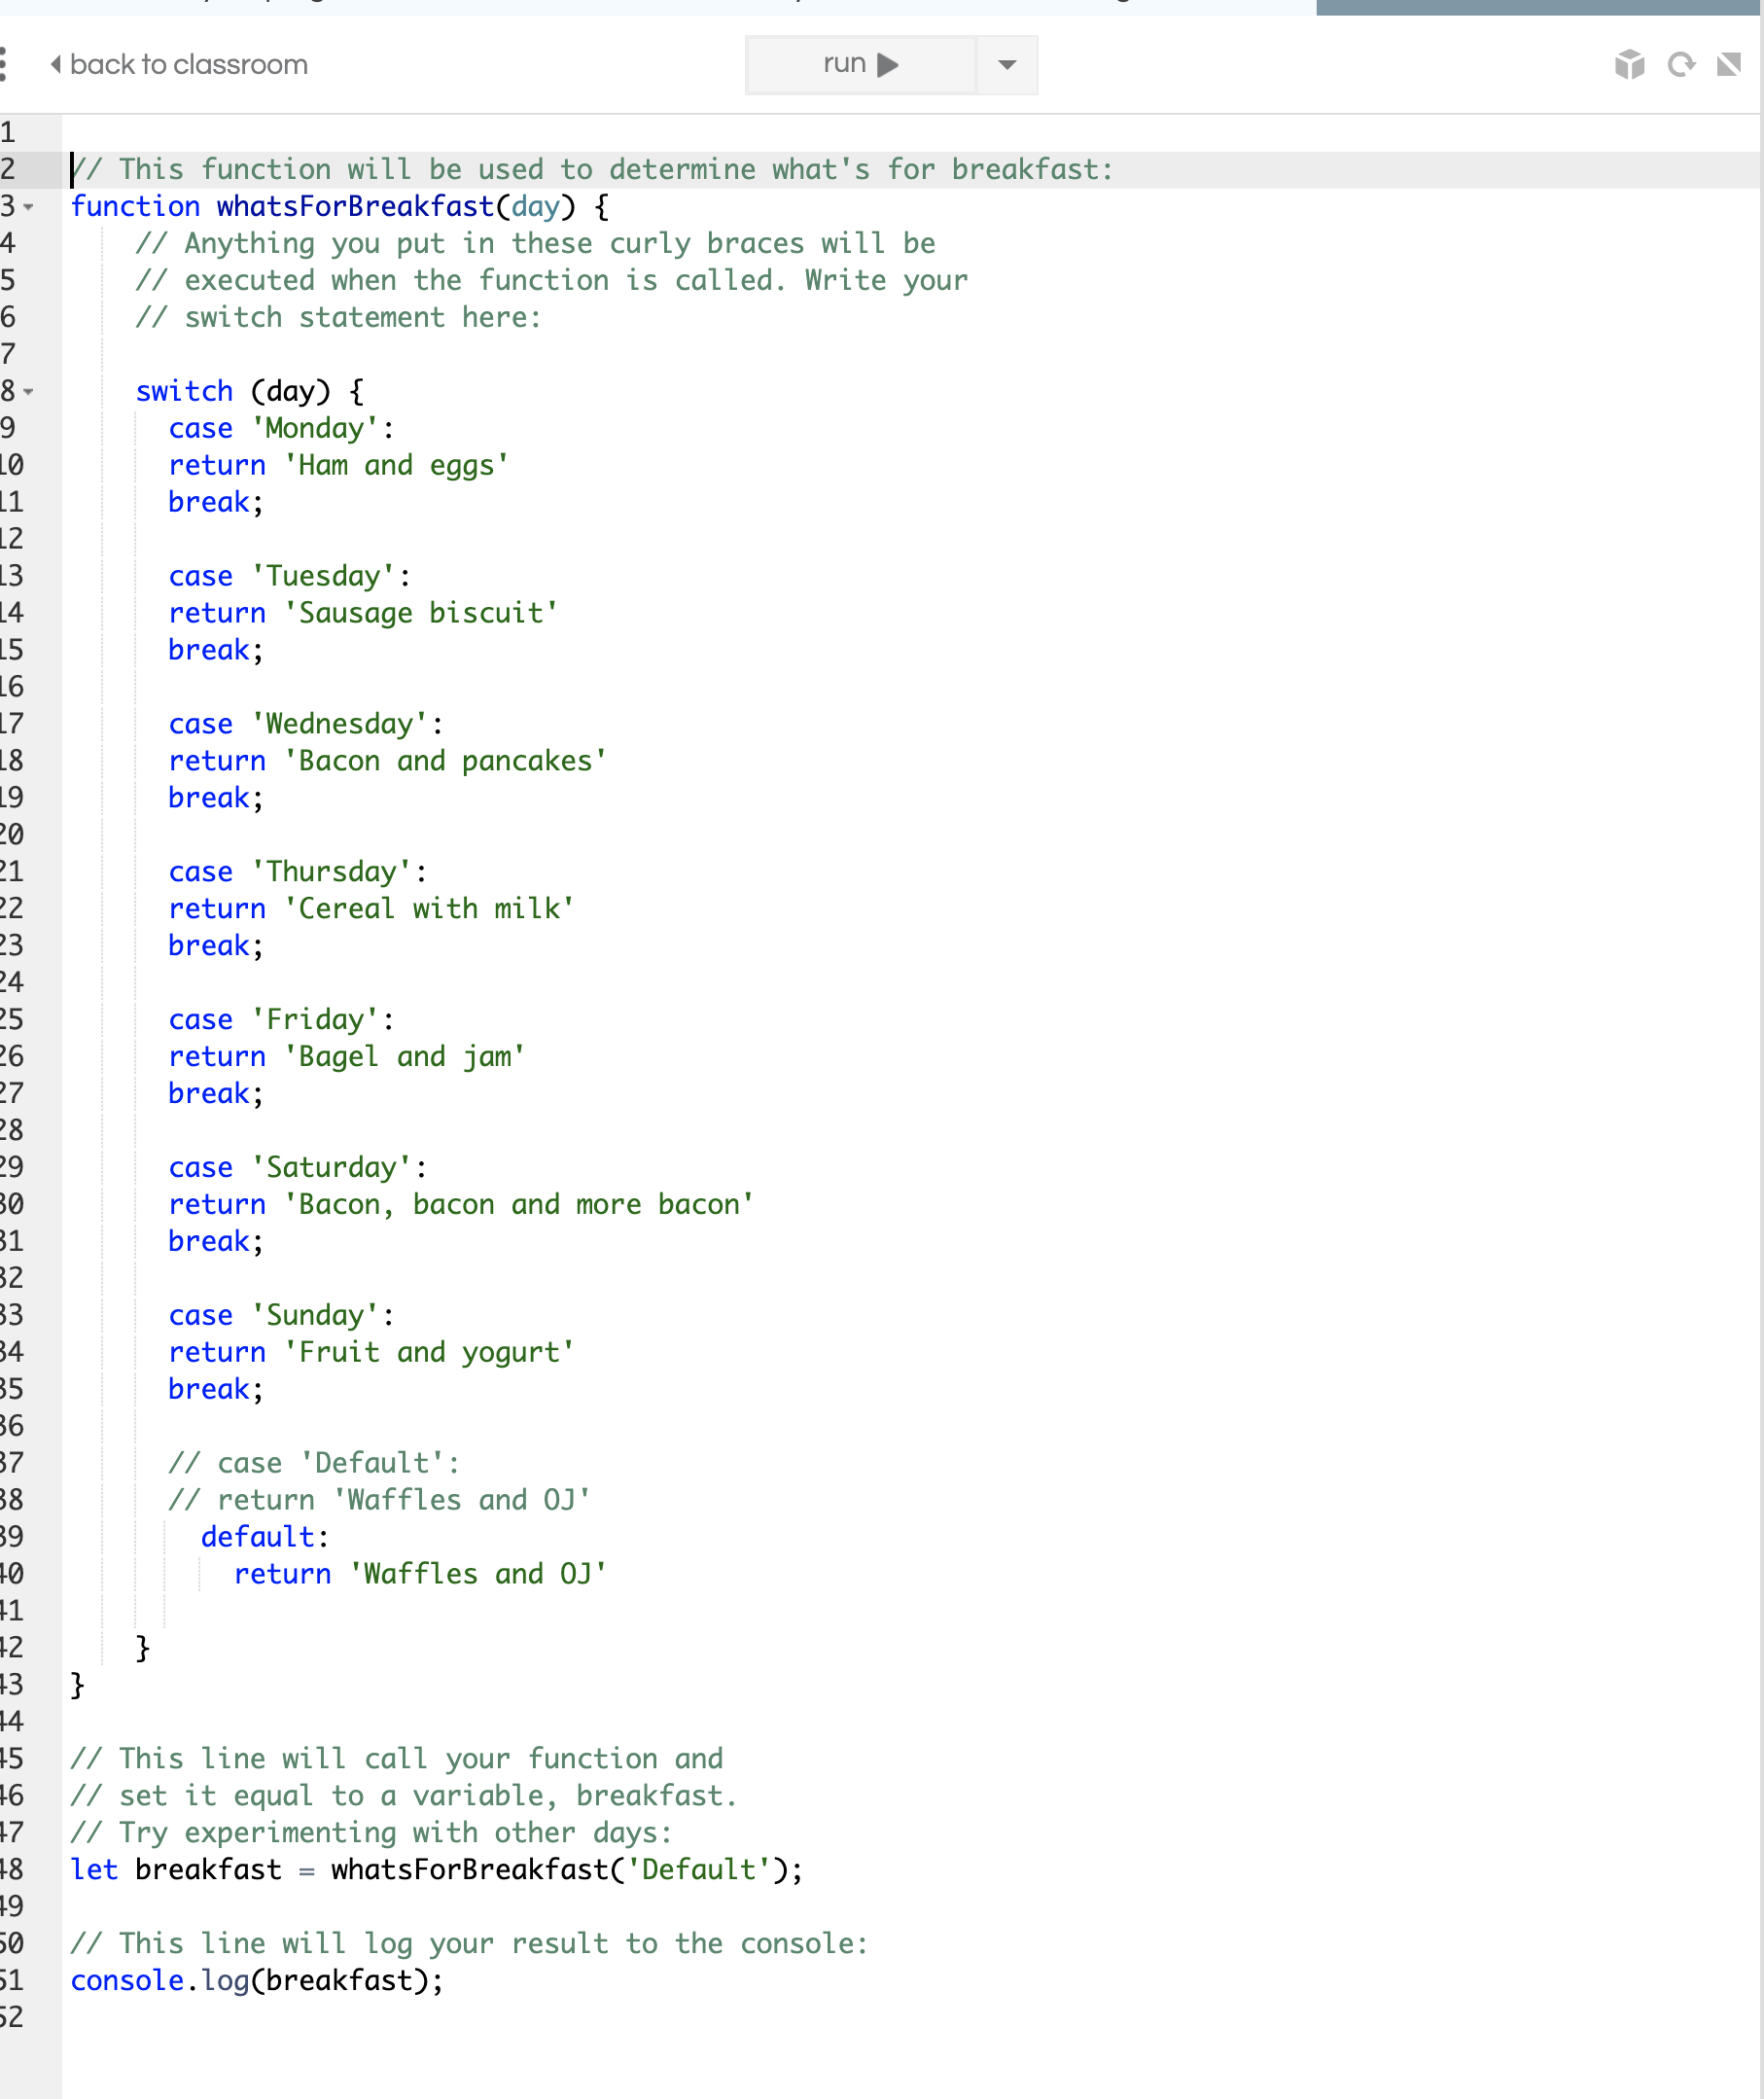 back to classroom
run
1
2 // This function will be used to determine what's for breakfast:
3 function whatsForBreakfast(day) {
4 // Anything you put in these curly braces will be
5 // executed when the function is called. Write your
6 // switch statement here:
7
8 switch (day) {
9 case 'Monday':
10 return 'Ham and eggs'
11 break;
12
13 case 'Tuesday':
14 return 'Sausage biscuit'
15 break;
16
17 case 'Wednesday':
18 return 'Bacon and pancakes'
19 break;
20
21 case 'Thursday':
22 return 'Cereal with milk'
23 break;
24
25 case 'Friday':
26 return 'Bagel and jam'
27 break;
28
29 case 'Saturday':
30 return 'Bacon, bacon and more bacon'
31 break;
32
33 case 'Sunday':
34 return 'Fruit and yogurt'
35 break;
36
37 // case 'Default':
38 // return 'Waffles and OJ'
39 default:
40 return 'Waffles and OJ'
41
42 }
43 }
44
45 // This line will call your function and
46 // set it equal to a variable, breakfast.
47 // Try experimenting with other days:
48 let breakfast = whatsForBreakfast('Default');
49
50 // This line will log your result to the console:
51 console.log(breakfast);
52